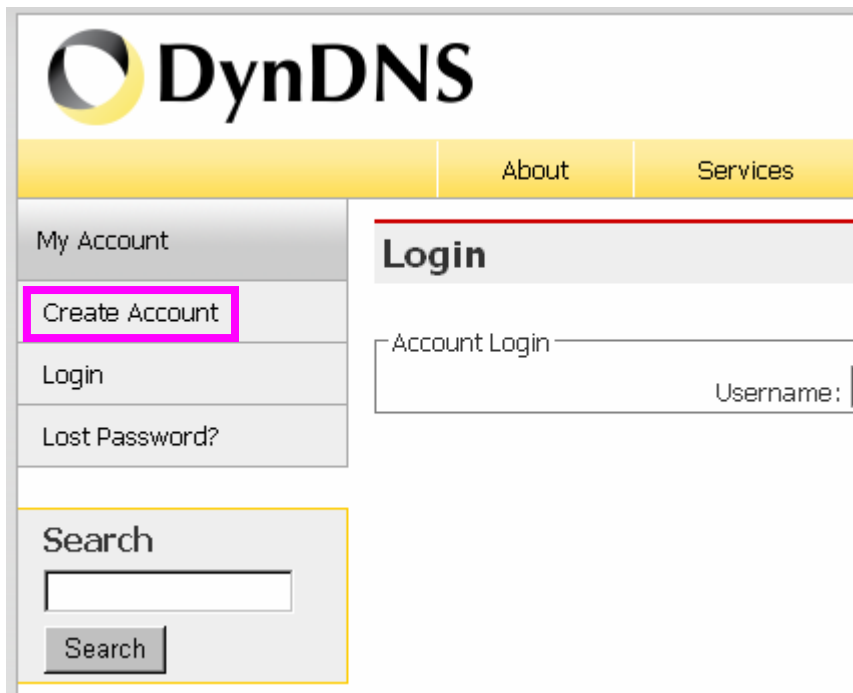 DynDNS
About Services
My Account
Login
Create Account
Account Login
Login
Username:
Lost Password?
Search
Search